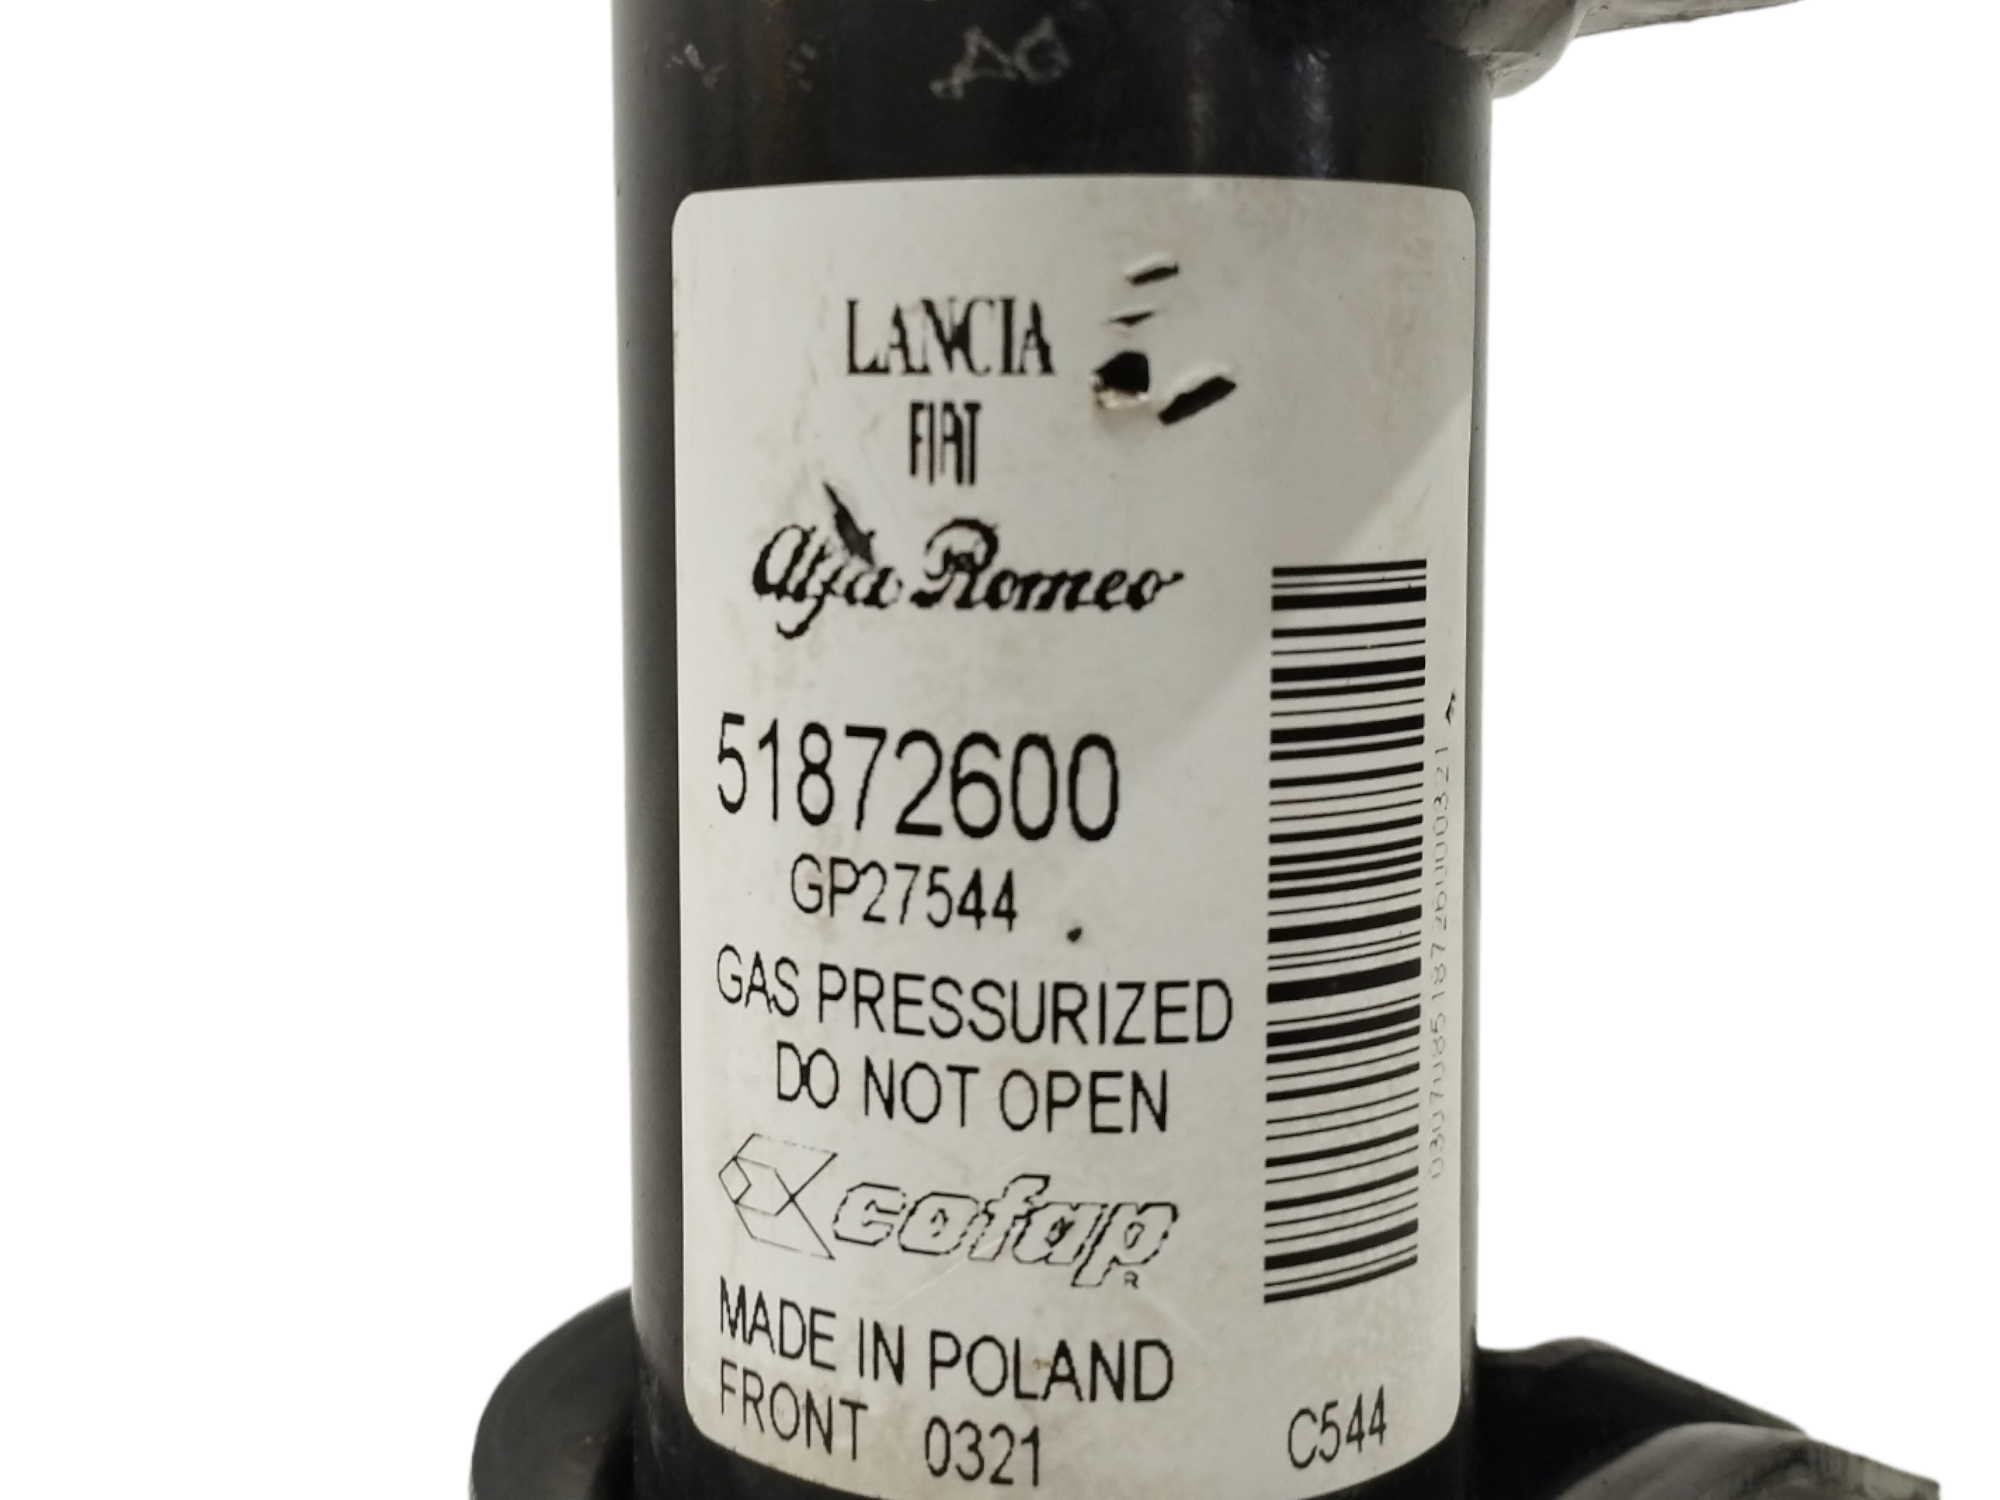 LANCIA
FIAT
Alfa Romeo
51872600
GP27544
GAS PRESSURIZED
DO NOT OPEN
cofap
R
MADE IN POLAND
FRONT 0321
C544